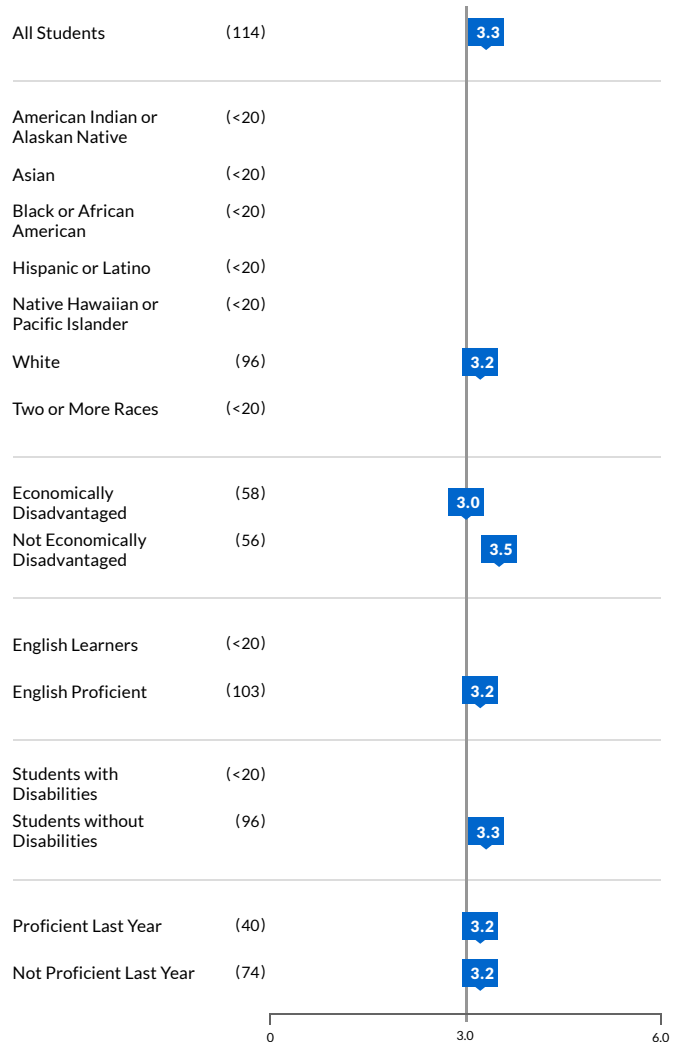 All Students (114) 3.3
American Indian or (<20)
Alaskan Native
Asian (<20)
Black or African (<20)
American
Hispanic or Latino (<20)
Native Hawaiian or (<20)
Pacific Islander
White (96) 3.2
Two or More Races (<20)
Economically (58) 3.0
Disadvantaged
Not Economically (56) 3.5
Disadvantaged
English Learners (<20)
English Proficient (103) 3.2
Students with (<20)
Disabilities
Students without (96) 3.3
Disabilities
Proficient Last Year (40) 3.2
Not Proficient Last Year (74) 3.2
0 3.0 6.0